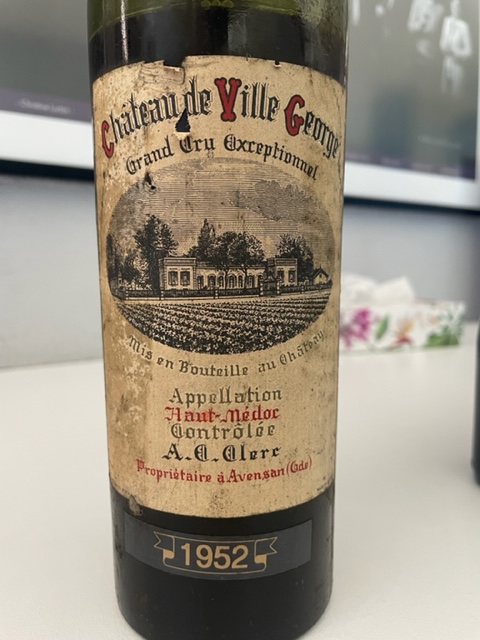 Château de Ville George
Grand Cru Exceptionnel
Mis en Bouteille au Château
Appellation
Haut-Médoc
Contrôlée
A.C. Clerc
Propriétaire à Avensan (Gde)
1952